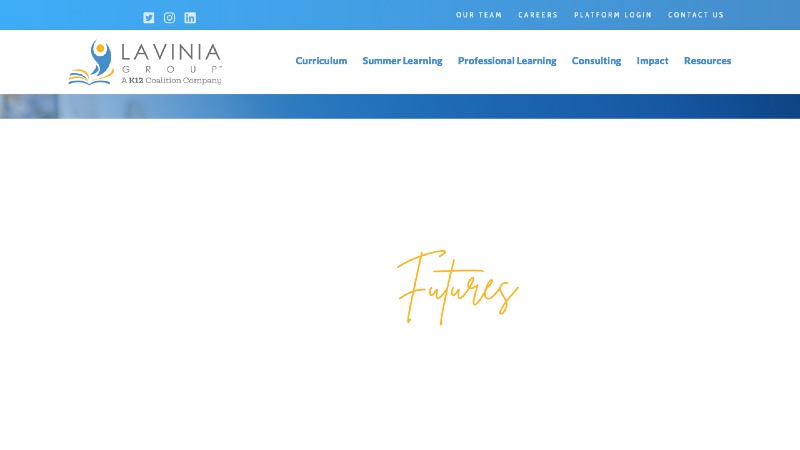 OUR TEAM CAREERS PLATFORM LOGIN CONTACT US
LAVINIA
GROUP™
A K12 Coalition Company
Curriculum Summer Learning Professional Learning Consulting Impact Resources
Futures